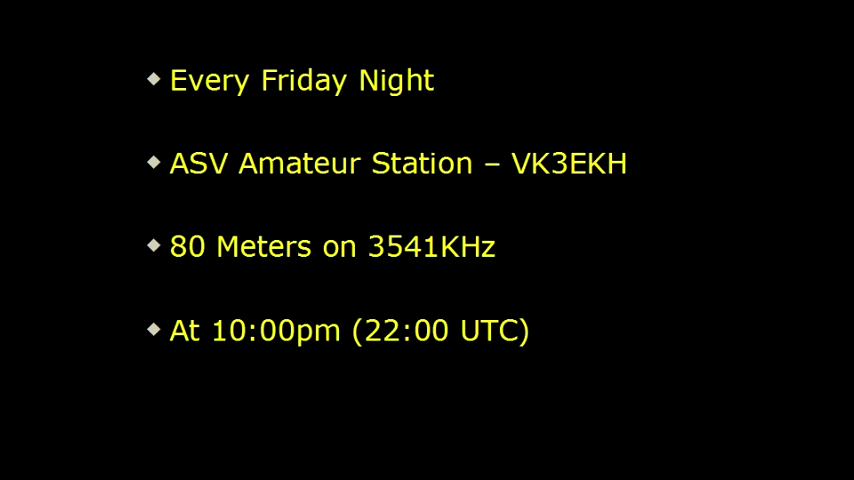 Every Friday Night
ASV Amateur Station – VK3EKH
80 Meters on 3541KHz
At 10:00pm (22:00 UTC)